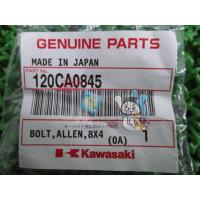 GENUINE PARTS
MADE IN JAPAN
PART NO.
120CA0845
BOLT,ALLEN,8X4
(0A) 1
Kawasaki